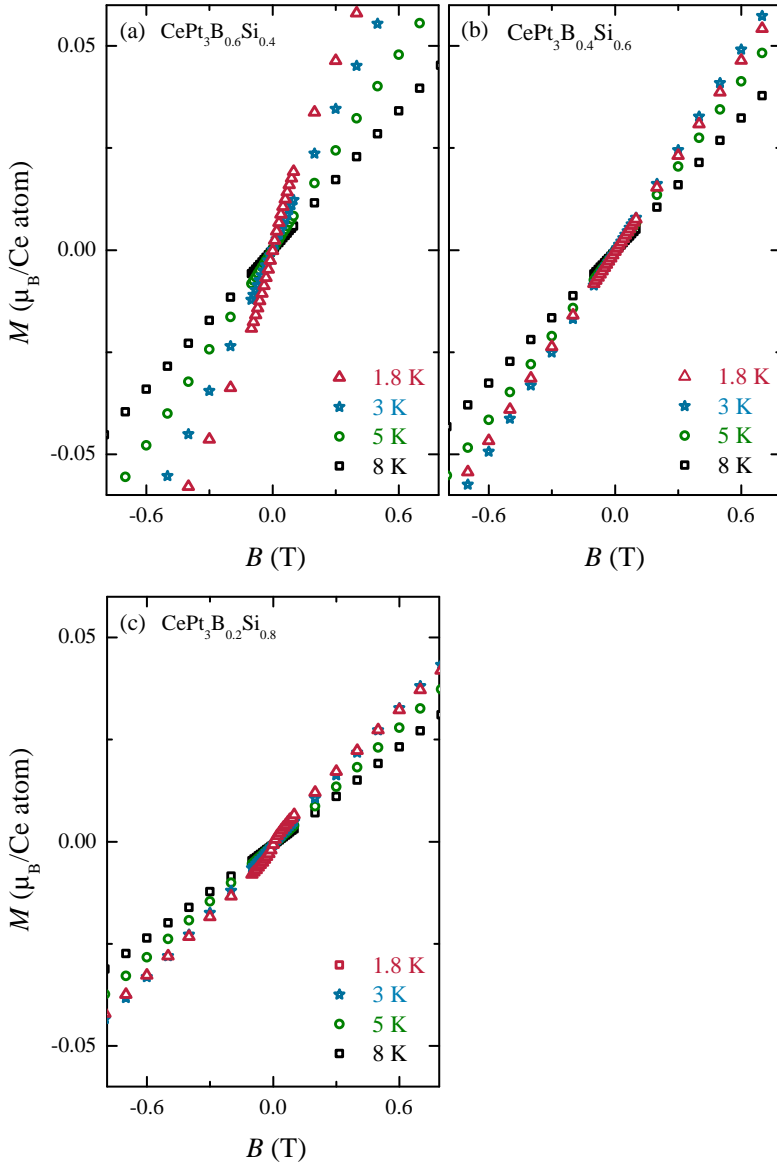 (a) CePt₃B₀.₆Si₀.₄
0.05
0.00
-0.05
M (μ_B/Ce atom)
1.8 K
3 K
5 K
8 K
-0.6 0.0 0.6
B (T)
(b) CePt₃B₀.₄Si₀.₆
1.8 K
3 K
5 K
8 K
-0.6 0.0 0.6
B (T)
(c) CePt₃B₀.₂Si₀.₈
0.05
0.00
-0.05
M (μ_B/Ce atom)
1.8 K
3 K
5 K
8 K
-0.6 0.0 0.6
B (T)